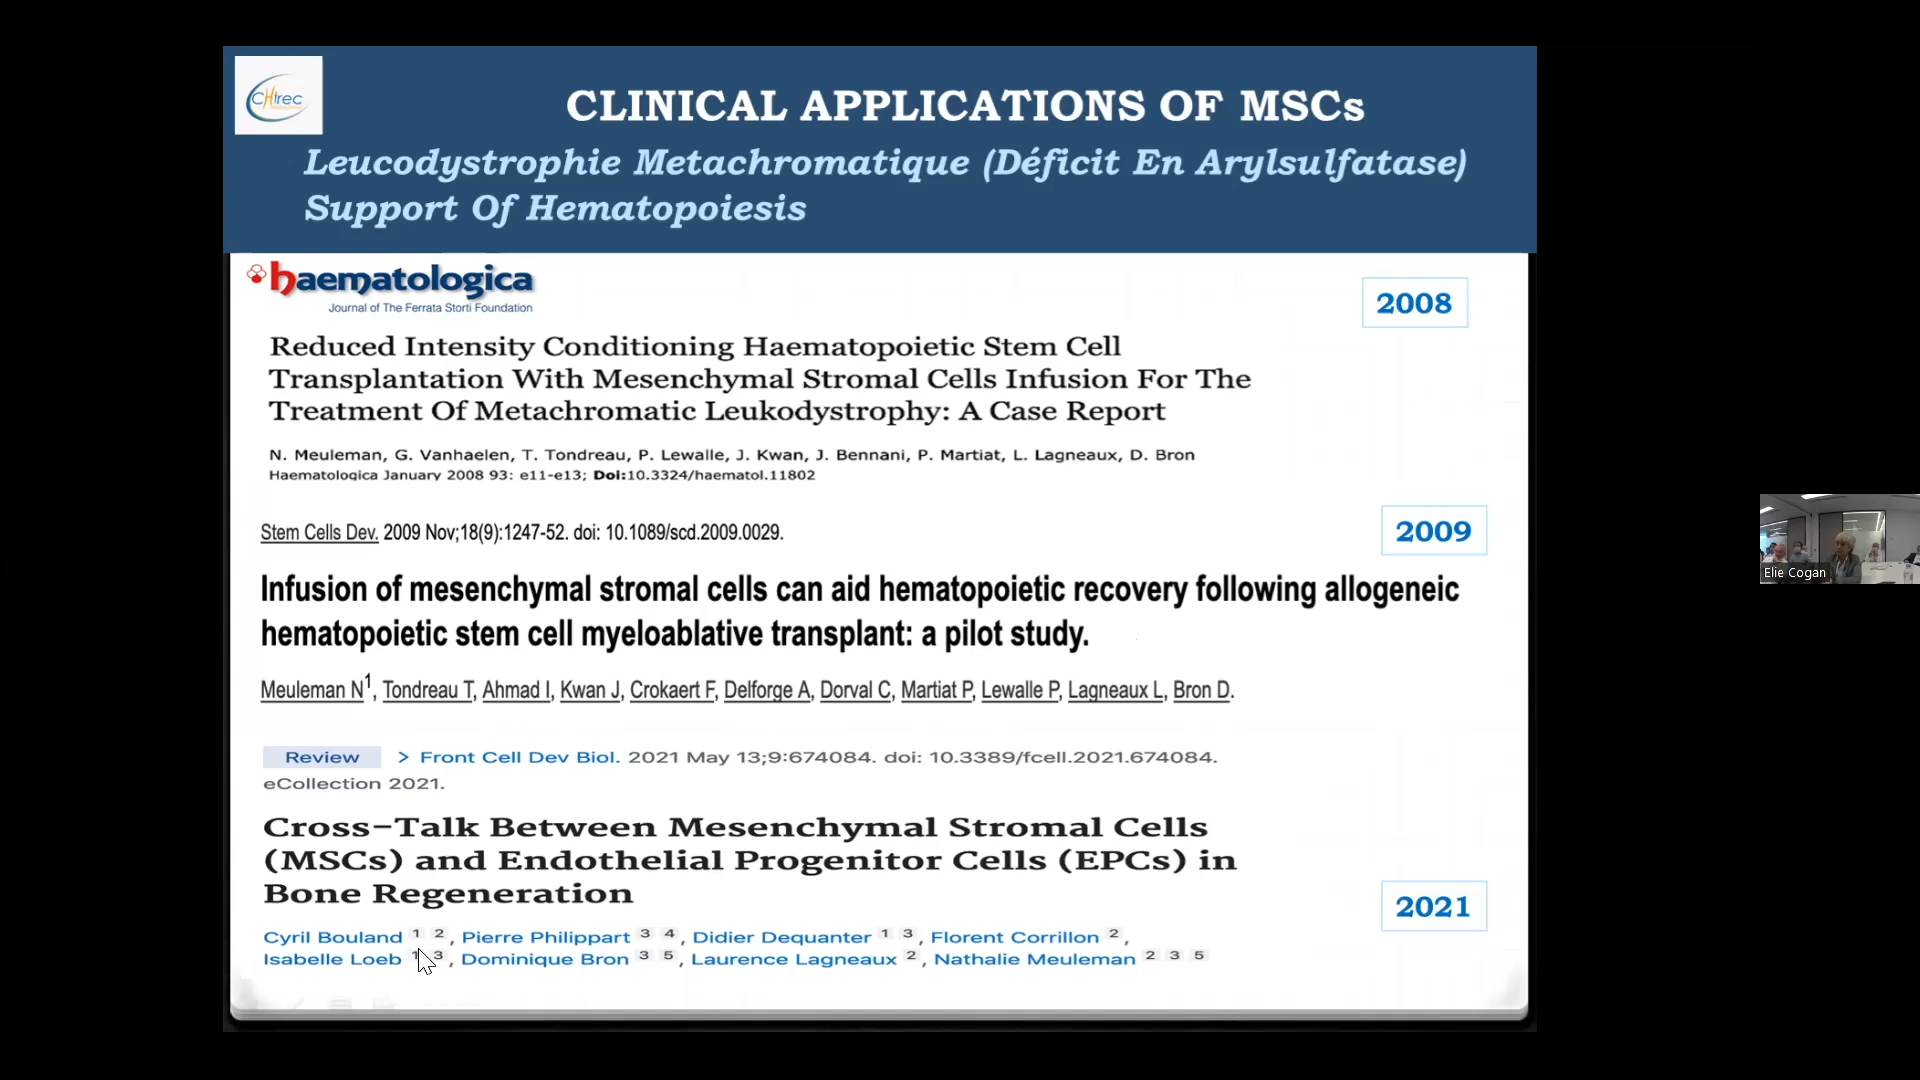 CHirec
CLINICAL APPLICATIONS OF MSCs
Leucodystrophie Metachromatique (Déficit En Arylsulfatase)
Support Of Hematopoiesis
haematologica
Journal of The Ferrata Storti Foundation
2008
Reduced Intensity Conditioning Haematopoietic Stem Cell
Transplantation With Mesenchymal Stromal Cells Infusion For The
Treatment Of Metachromatic Leukodystrophy: A Case Report
N. Meuleman, G. Vanhaelen, T. Tondreau, P. Lewalle, J. Kwan, J. Bennani, P. Martiat, L. Lagneaux, D. Bron
Haematologica January 2008 93: e11-e13; Doi:10.3324/haematol.11802
Stem Cells Dev. 2009 Nov;18(9):1247-52. doi: 10.1089/scd.2009.0029.
2009
Infusion of mesenchymal stromal cells can aid hematopoietic recovery following allogeneic
hematopoietic stem cell myeloablative transplant: a pilot study.
Meuleman N1, Tondreau T, Ahmad I, Kwan J, Crokaert F, Delforge A, Dorval C, Martiat P, Lewalle P, Lagneaux L, Bron D.
Review > Front Cell Dev Biol. 2021 May 13;9:674084. doi: 10.3389/fcell.2021.674084.
eCollection 2021.
Cross-Talk Between Mesenchymal Stromal Cells
(MSCs) and Endothelial Progenitor Cells (EPCs) in
Bone Regeneration
2021
Cyril Bouland 1 2, Pierre Philippart 3 4, Didier Dequanter 1 3, Florent Corrillon 2,
Isabelle Loeb 1 3, Dominique Bron 3 5, Laurence Lagneaux 2, Nathalie Meuleman 2 3 5
Elie Cogan